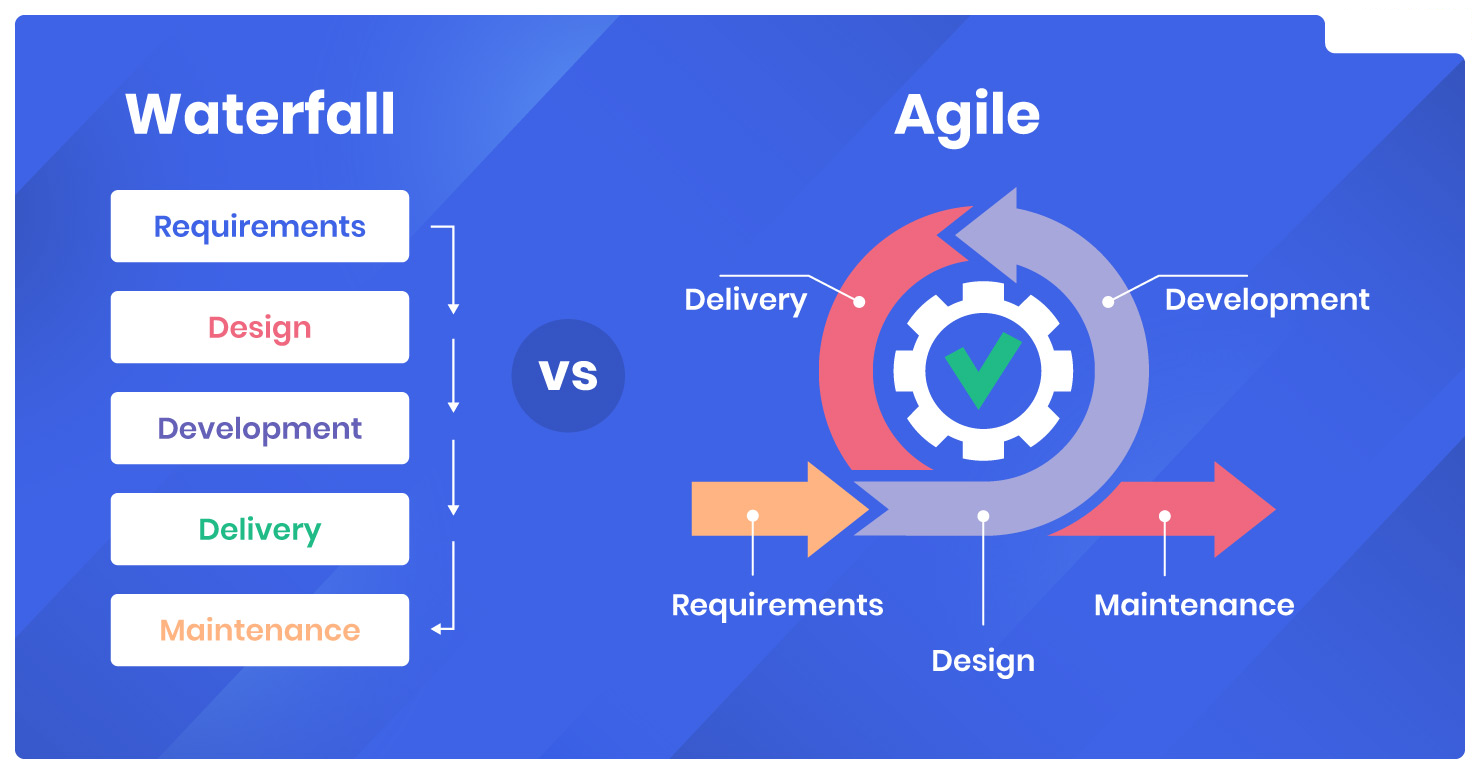 Waterfall
Requirements
Design
Development
Delivery
Maintenance
vs
Agile
Delivery
Development
Requirements
Maintenance
Design